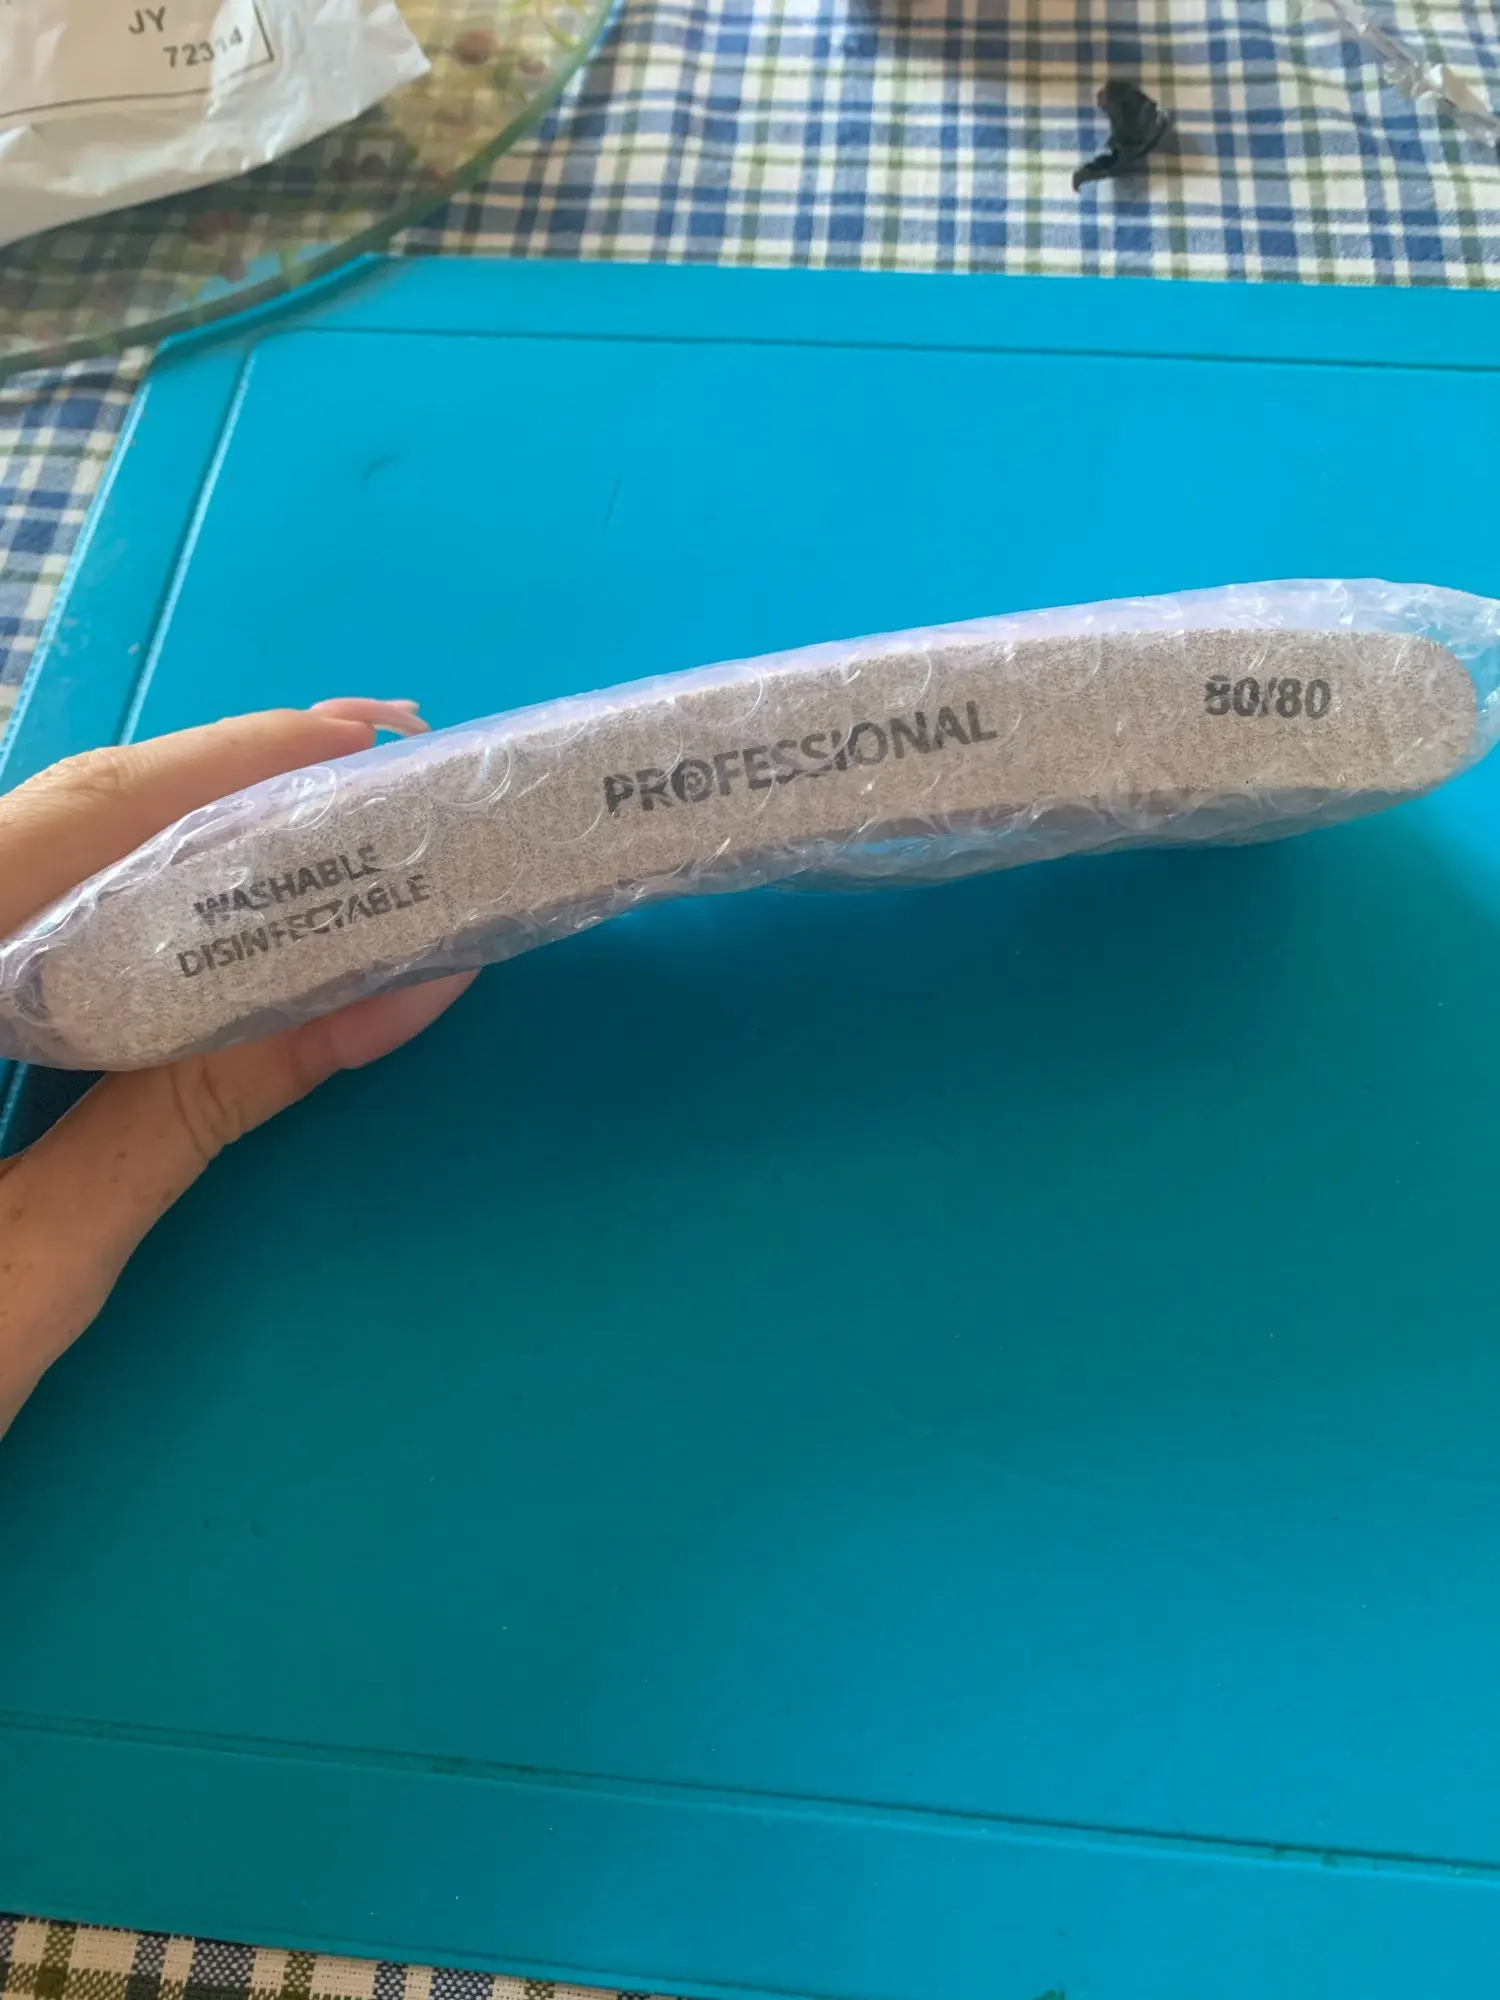 JY
72314
PROFESSIONAL
80/80
WASHABLE
DISINFECTABLE